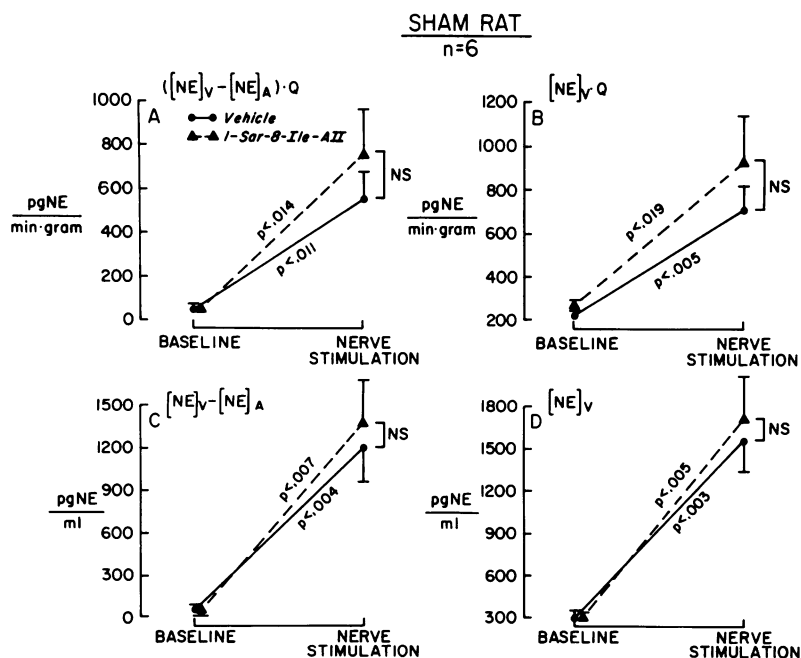 SHAM RAT
n=6
([NE]V−[NE]A)·Q
A
Vehicle
1-Sar-8-Ile-AII
1000
800
600
400
200
0
pgNE
min·gram
p<.014
p<.011
NS
BASELINE
NERVE
STIMULATION
[NE]V·Q
B
1200
1000
800
600
400
200
pgNE
min·gram
p<.019
p<.005
NS
BASELINE
NERVE
STIMULATION
C
[NE]V−[NE]A
1500
1200
900
600
300
0
pgNE
ml
p<.007
p<.004
NS
BASELINE
NERVE
STIMULATION
D
[NE]V
1800
1500
1200
900
600
300
pgNE
ml
p<.005
p<.003
NS
BASELINE
NERVE
STIMULATION